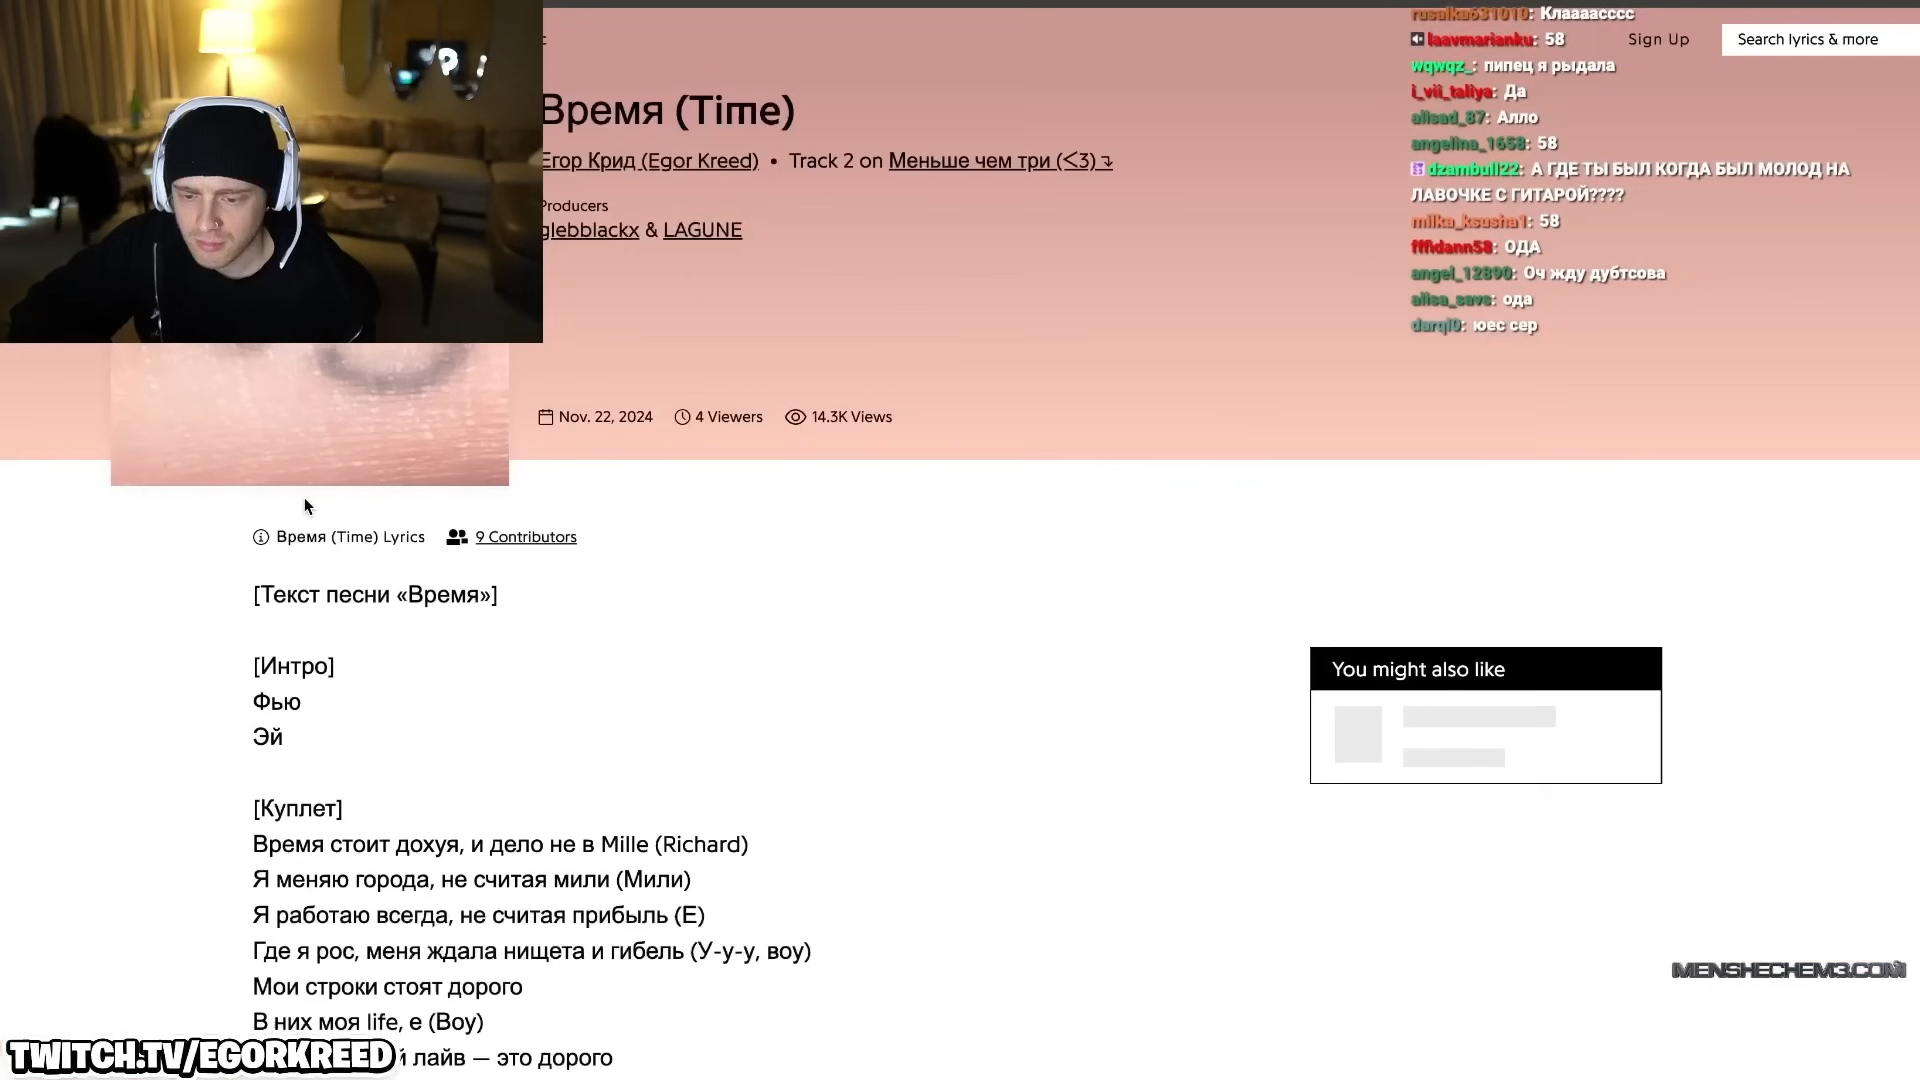 Время (Time)
Егор Крид (Egor Kreed) • Track 2 on Меньше чем три (<3)
Producers
glebblackx & LAGUNE
Nov. 22, 2024 4 Viewers 14.3K Views
rusalka631010: Клаааасссс
laavmarianku: 58
wqwqz_: пипец я рыдала
i_vii_taliya: Да
alisad_87: Алло
angelina_1658: 58
dzambull22: А ГДЕ ТЫ БЫЛ КОГДА БЫЛ МОЛОД НА
ЛАВОЧКЕ С ГИТАРОЙ????
milka_ksusha1: 58
fffidann58: ОДА
angel_12890: Оч жду дубтсова
alisa_savs: ода
darql0: юес сер
Sign Up
Search lyrics & more
Время (Time) Lyrics 9 Contributors
[Текст песни «Время»]
[Интро]
Фью
Эй
[Куплет]
Время стоит дохуя, и дело не в Mille (Richard)
Я меняю города, не считая мили (Мили)
Я работаю всегда, не считая прибыль (Е)
Где я рос, меня ждала нищета и гибель (У-у-у, воу)
Мои строки стоят дорого
В них моя life, е (Воу)
й лайв — это дорого
You might also like
MENSHECHEM3.COM
TWITCH.TV/EGORKREED